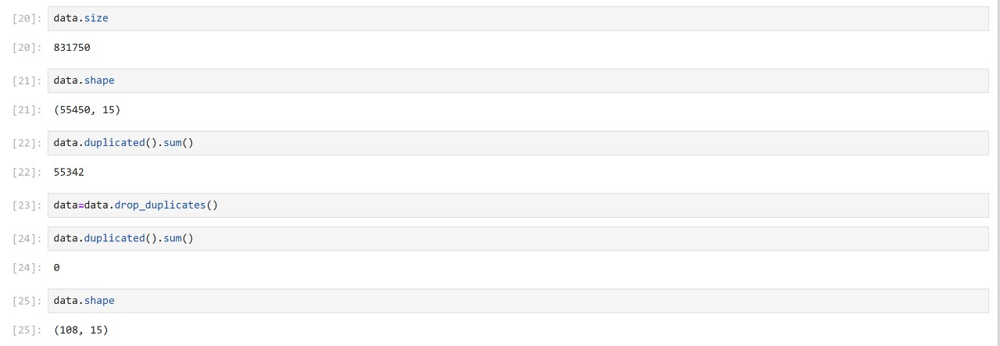 [20]: data.size
[20]: 831750
[21]: data.shape
[21]: (55450, 15)
[22]: data.duplicated().sum()
[22]: 55342
[23]: data=data.drop_duplicates()
[24]: data.duplicated().sum()
[24]: 0
[25]: data.shape
[25]: (108, 15)